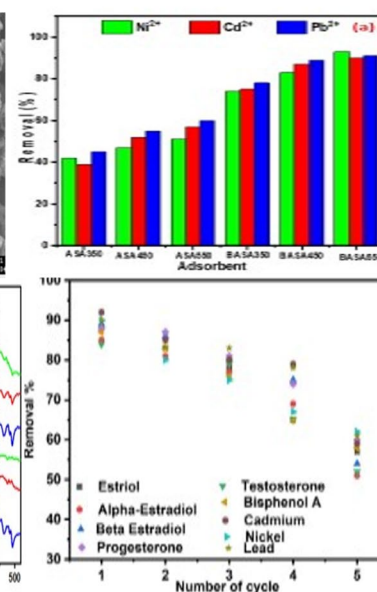 Ni²⁺ Cd²⁺ Pb²⁺ (a)
100
80
60
40
20
0
Removal (%)
ASA350 ASA450 ASA550 BASA350 BASA450 BASA55
Adsorbent
100
90
80
70
60
50
40
30
Removal %
Estriol
Alpha-Estradiol
Beta Estradiol
Progesterone
Testosterone
Bisphenol A
Cadmium
Nickel
Lead
1 2 3 4 5
Number of cycle
500